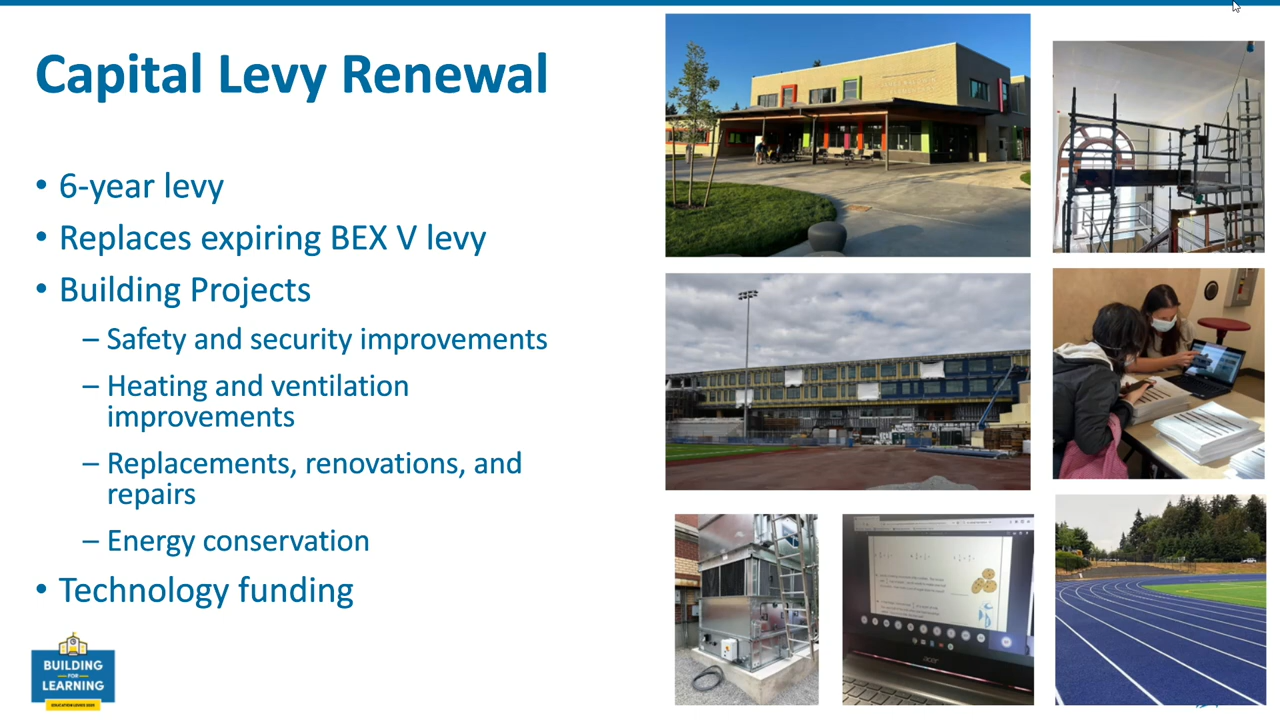 Capital Levy Renewal
• 6-year levy
• Replaces expiring BEX V levy
• Building Projects
– Safety and security improvements
– Heating and ventilation
improvements
– Replacements, renovations, and
repairs
– Energy conservation
• Technology funding
BUILDING
FOR
LEARNING
acer